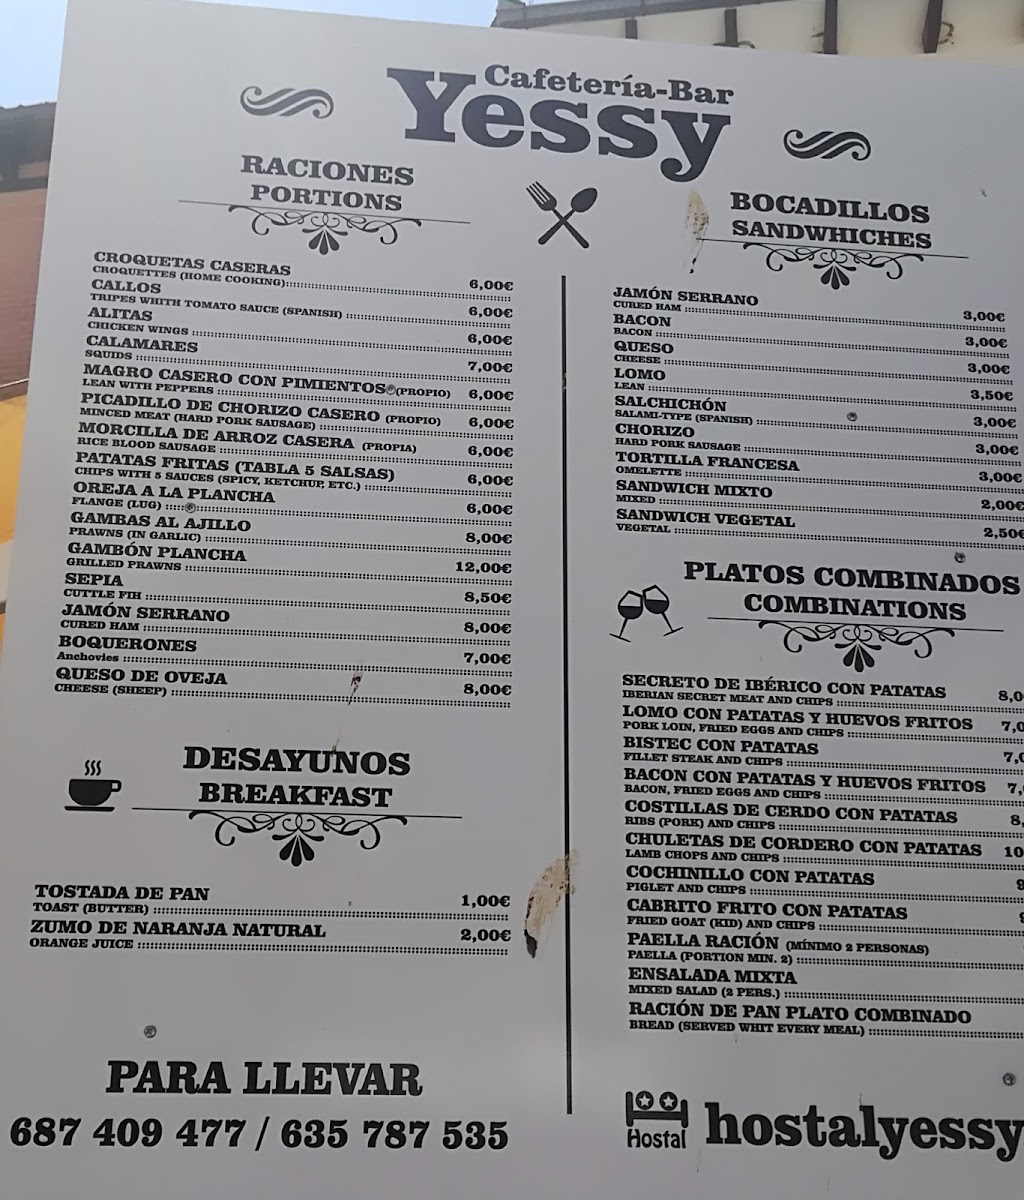 Cafetería-Bar
Yessy
RACIONES
PORTIONS
CROQUETAS CASERAS
CROQUETTES (HOME COOKING) 6,00€
CALLOS
TRIPES WHITH TOMATO SAUCE (SPANISH) 6,00€
ALITAS
CHICKEN WINGS 6,00€
CALAMARES
SQUIDS 7,00€
MAGRO CASERO CON PIMIENTOS (PROPIO) 6,00€
LEAN WITH PEPPERS
PICADILLO DE CHORIZO CASERO (PROPIO) 6,00€
MINCED MEAT (HARD PORK SAUSAGE)
MORCILLA DE ARROZ CASERA (PROPIA) 6,00€
RICE BLOOD SAUSAGE
PATATAS FRITAS (TABLA 5 SALSAS) 6,00€
CHIPS WITH 5 SAUCES (SPICY, KETCHUP, ETC.)
OREJA A LA PLANCHA 6,00€
FLANGE (LUG)
GAMBAS AL AJILLO 8,00€
PRAWNS (IN GARLIC)
GAMBÓN PLANCHA 12,00€
GRILLED PRAWNS
SEPIA 8,50€
CUTTLE FIH
JAMÓN SERRANO 8,00€
CURED HAM
BOQUERONES 7,00€
Anchovies
QUESO DE OVEJA 8,00€
CHEESE (SHEEP)
DESAYUNOS
BREAKFAST
TOSTADA DE PAN 1,00€
TOAST (BUTTER)
ZUMO DE NARANJA NATURAL 2,00€
ORANGE JUICE
PARA LLEVAR
687 409 477 / 635 787 535
BOCADILLOS
SANDWHICHES
JAMÓN SERRANO 3,00€
CURED HAM
BACON 3,00€
BACON
QUESO 3,00€
CHEESE
LOMO 3,50€
LEAN
SALCHICHÓN 3,00€
SALAMI-TYPE (SPANISH)
CHORIZO 3,00€
HARD PORK SAUSAGE
TORTILLA FRANCESA 3,00€
OMELETTE
SANDWICH MIXTO 2,00€
MIXED
SANDWICH VEGETAL 2,50€
VEGETAL
PLATOS COMBINADOS
COMBINATIONS
SECRETO DE IBÉRICO CON PATATAS 8,0
IBERIAN SECRET MEAT AND CHIPS
LOMO CON PATATAS Y HUEVOS FRITOS 7,0
PORK LOIN, FRIED EGGS AND CHIPS
BISTEC CON PATATAS 7,0
FILLET STEAK AND CHIPS
BACON CON PATATAS Y HUEVOS FRITOS 7,
BACON, FRIED EGGS AND CHIPS
COSTILLAS DE CERDO CON PATATAS 8,
RIBS (PORK) AND CHIPS
CHULETAS DE CORDERO CON PATATAS 10
LAMB CHOPS AND CHIPS
COCHINILLO CON PATATAS 9
PIGLET AND CHIPS
CABRITO FRITO CON PATATAS
FRIED GOAT (KID) AND CHIPS
PAELLA RACIÓN (MÍNIMO 2 PERSONAS)
PAELLA (PORTION MIN. 2)
ENSALADA MIXTA
MIXED SALAD (2 PERS.)
RACIÓN DE PAN PLATO COMBINADO
BREAD (SERVED WHIT EVERY MEAL)
Hostal
hostalyessy